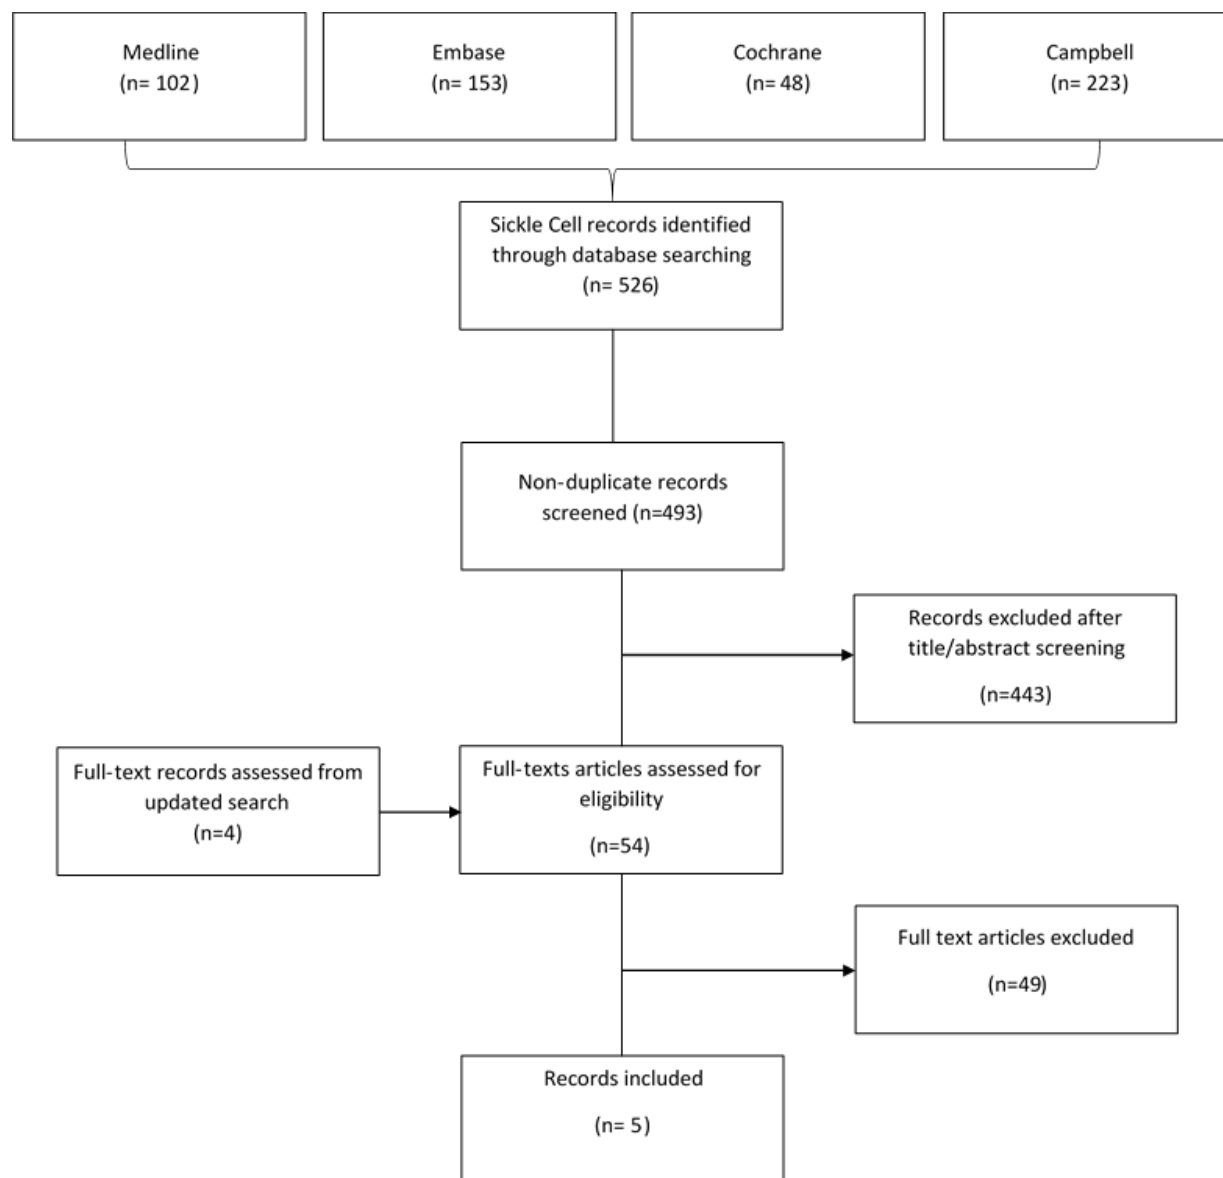 Medline
(n= 102)
Embase
(n= 153)
Cochrane
(n= 48)
Campbell
(n= 223)
Sickle Cell records identified
through database searching
(n= 526)
Non-duplicate records
screened (n=493)
Records excluded after
title/abstract screening
(n=443)
Full-text records assessed from
updated search
(n=4)
Full-texts articles assessed for
eligibility
(n=54)
Full text articles excluded
(n=49)
Records included
(n= 5)